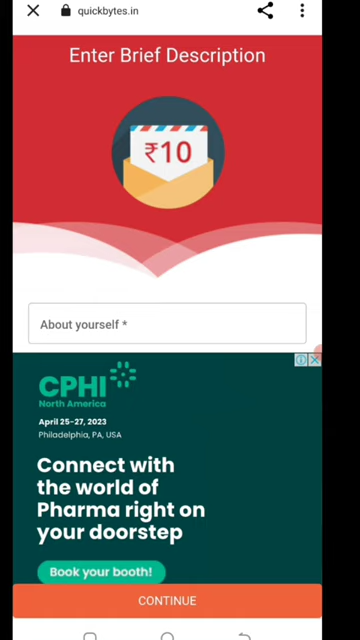 quickbytes.in
Enter Brief Description
₹10
About yourself *
CPHI
North America
April 25-27, 2023
Philadelphia, PA, USA
Connect with
the world of
Pharma right on
your doorstep
Book your booth!
CONTINUE